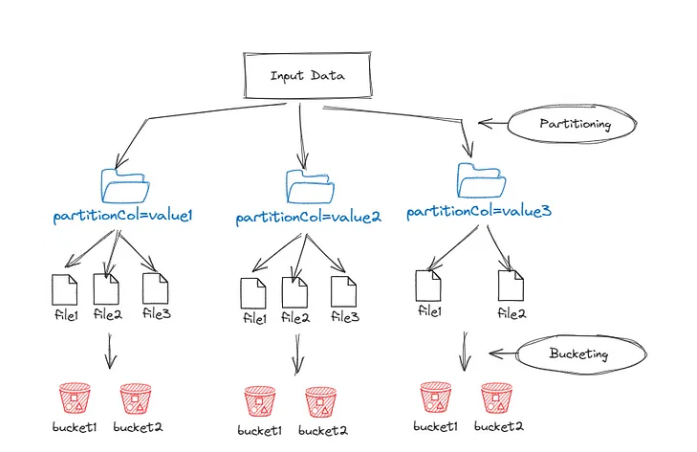 Input Data
Partitioning
partitionCol=value1
partitionCol=value2
partitionCol=value3
file1
file2
file3
file1
file2
file3
file1
file2
Bucketing
bucket1
bucket2
bucket1
bucket2
bucket1
bucket2